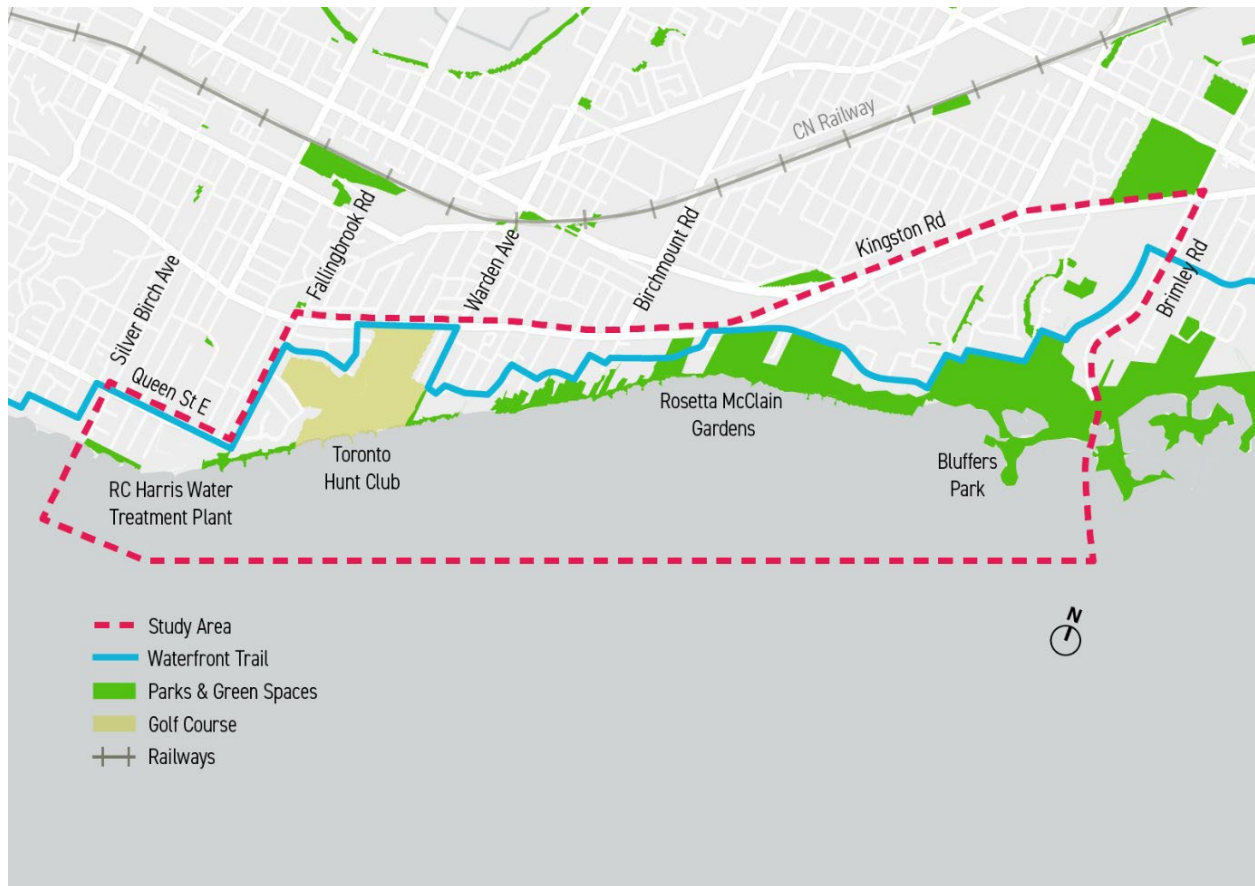 CN Railway
Kingston Rd
Fallingbrook Rd
Warden Ave
Birchmount Rd
Brimley Rd
Silver Birch Ave
Queen St E
Rosetta McClain
Gardens
Toronto
Hunt Club
Bluffers
Park
RC Harris Water
Treatment Plant
N
Study Area
Waterfront Trail
Parks & Green Spaces
Golf Course
Railways